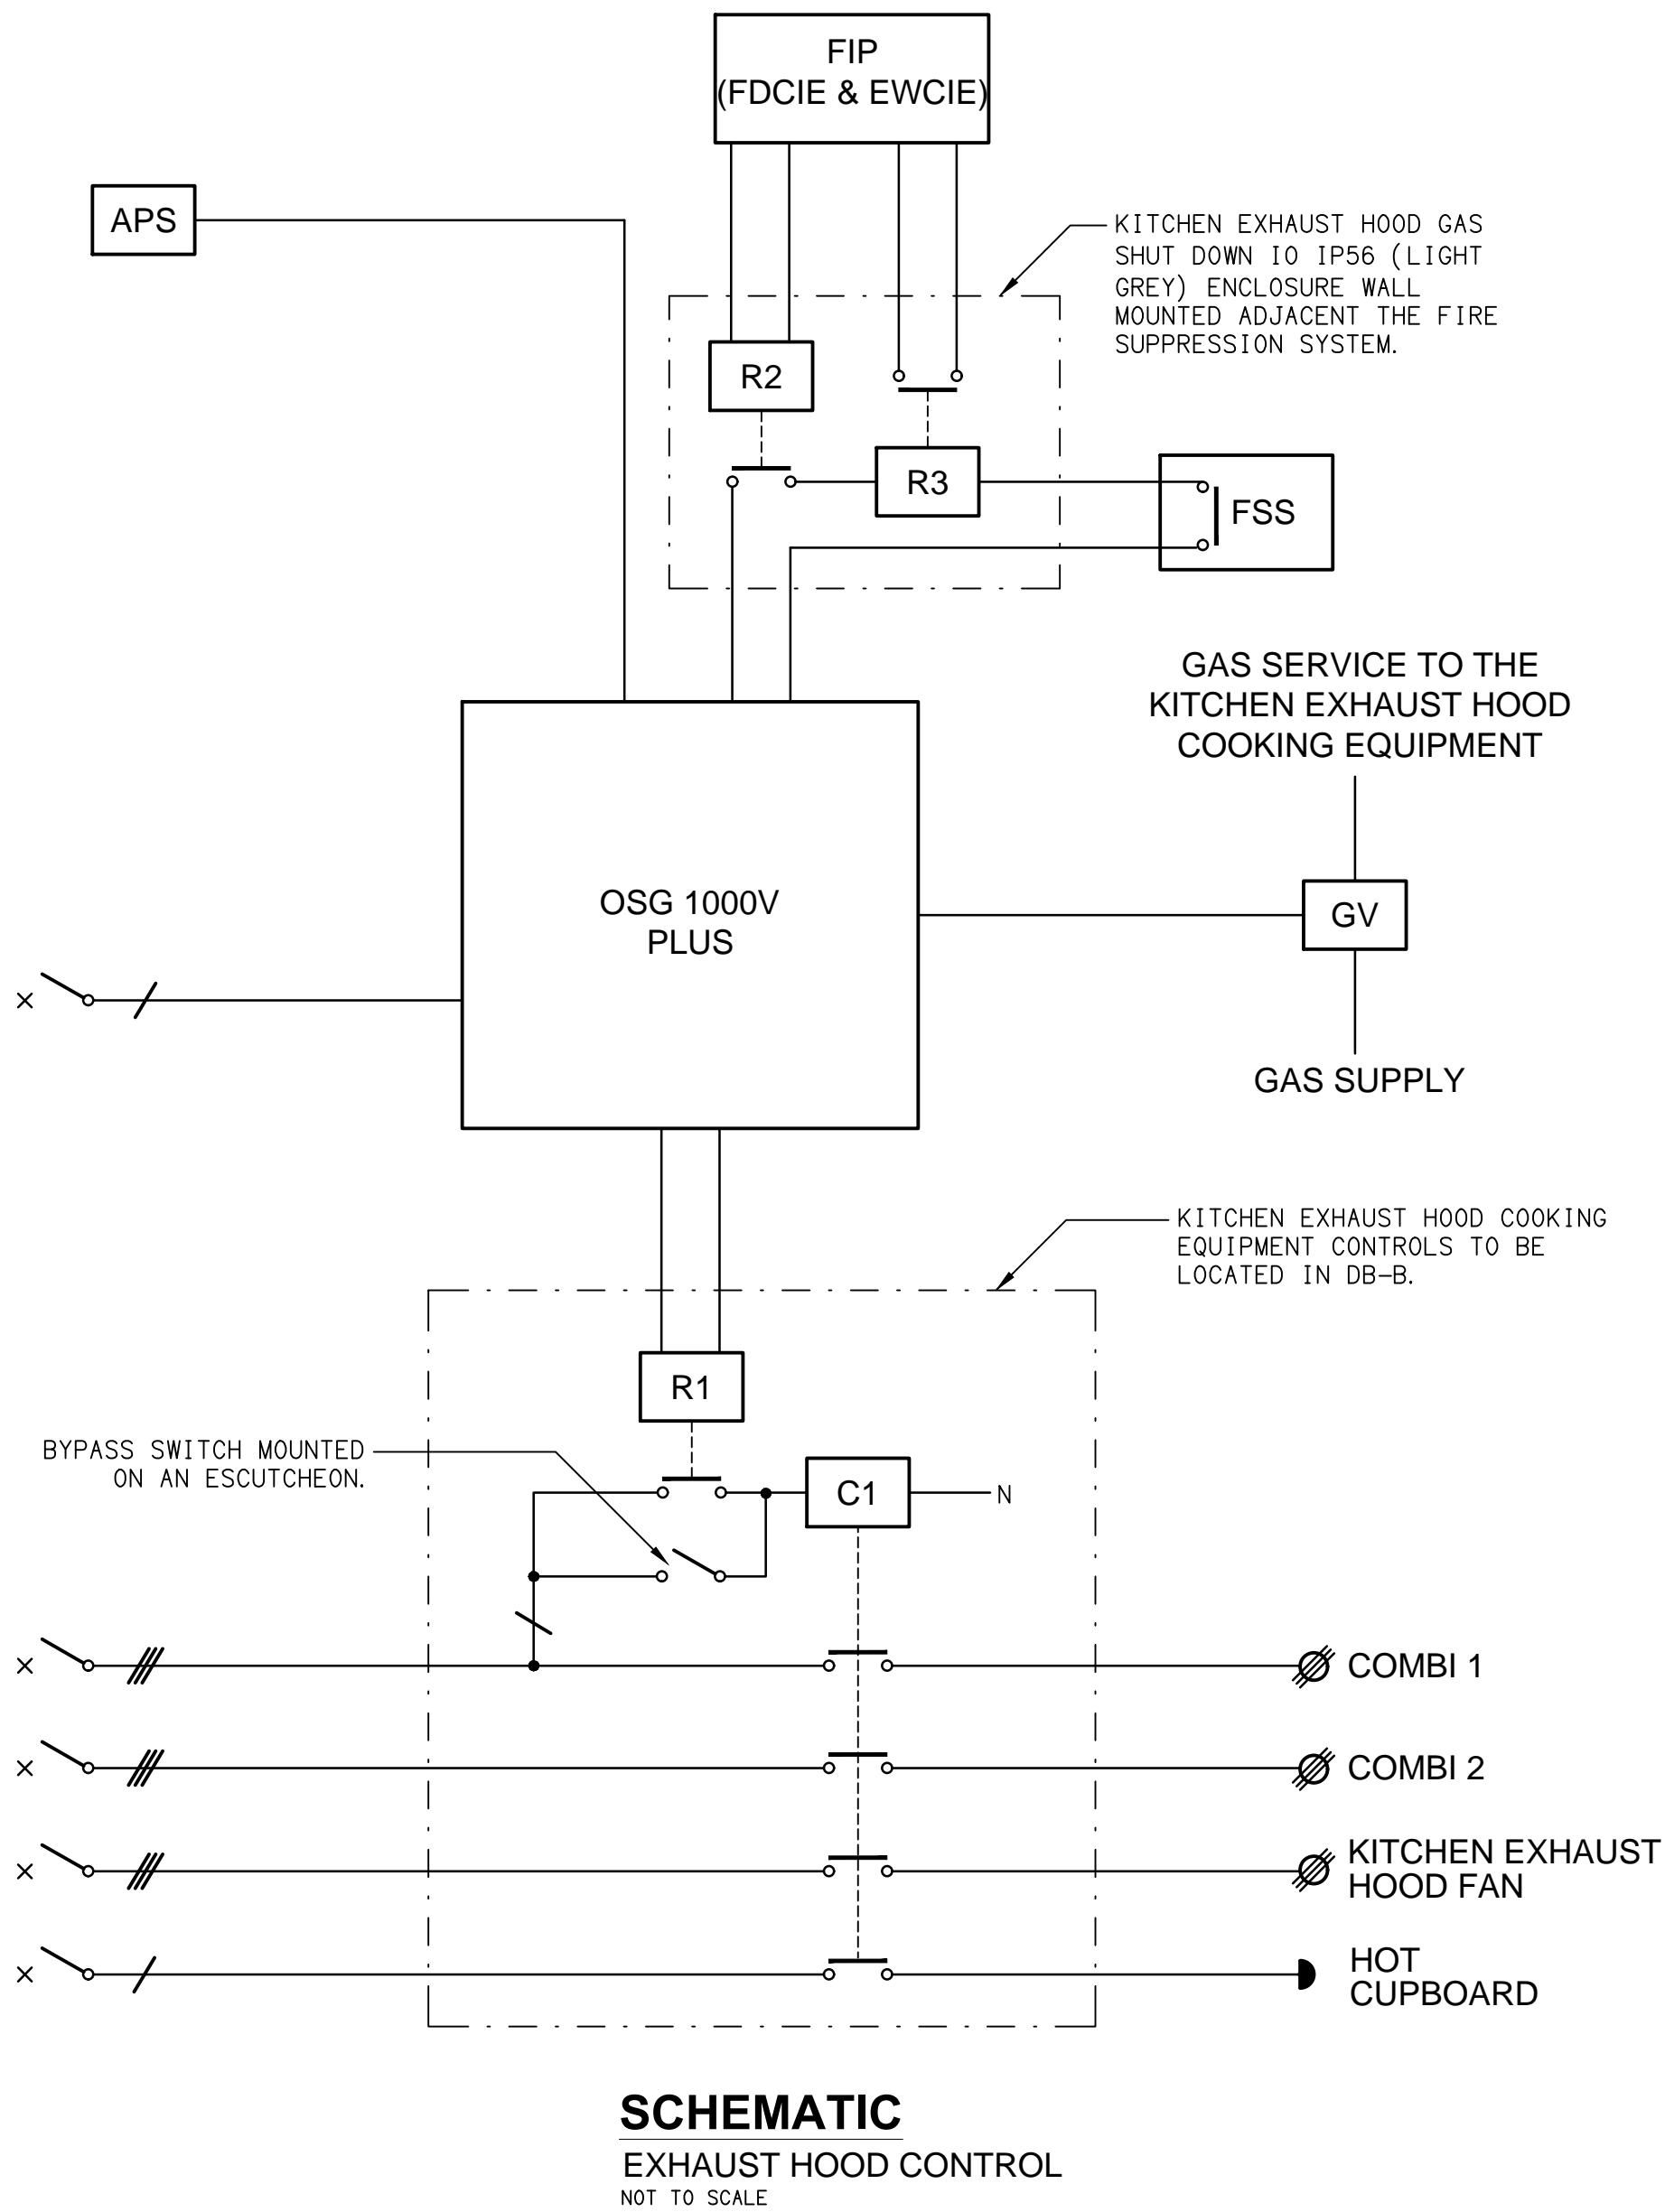 FIP
(FDCIE & EWCIE)
APS
KITCHEN EXHAUST HOOD GAS
SHUT DOWN IO IP56 (LIGHT
GREY) ENCLOSURE WALL
MOUNTED ADJACENT THE FIRE
SUPPRESSION SYSTEM.
R2
R3
FSS
GAS SERVICE TO THE
KITCHEN EXHAUST HOOD
COOKING EQUIPMENT
OSG 1000V
PLUS
GV
GAS SUPPLY
KITCHEN EXHAUST HOOD COOKING
EQUIPMENT CONTROLS TO BE
LOCATED IN DB-B.
R1
BYPASS SWITCH MOUNTED
ON AN ESCUTCHEON.
C1
N
COMBI 1
COMBI 2
KITCHEN EXHAUST
HOOD FAN
HOT
CUPBOARD
SCHEMATIC
EXHAUST HOOD CONTROL
NOT TO SCALE